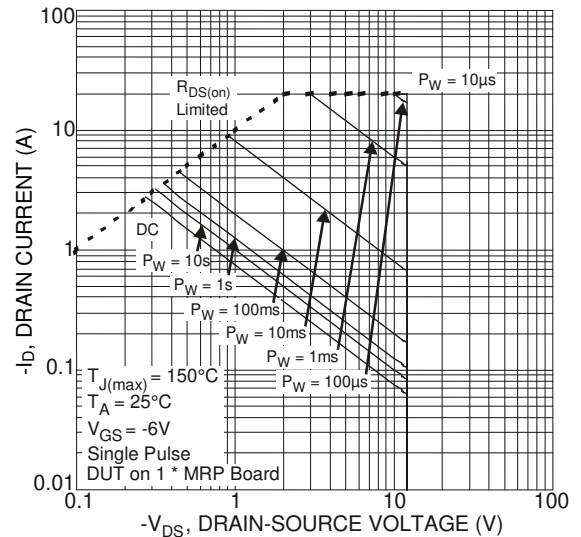 100
10
1
0.1
0.01
-I_D, DRAIN CURRENT (A)
R_DS(on)
Limited
P_W = 10µs
DC
P_W = 10s
P_W = 1s
P_W = 100ms
P_W = 10ms
P_W = 1ms
P_W = 100µs
T_J(max) = 150°C
T_A = 25°C
V_GS = -6V
Single Pulse
DUT on 1 * MRP Board
0.1 1 10 100
-V_DS, DRAIN-SOURCE VOLTAGE (V)